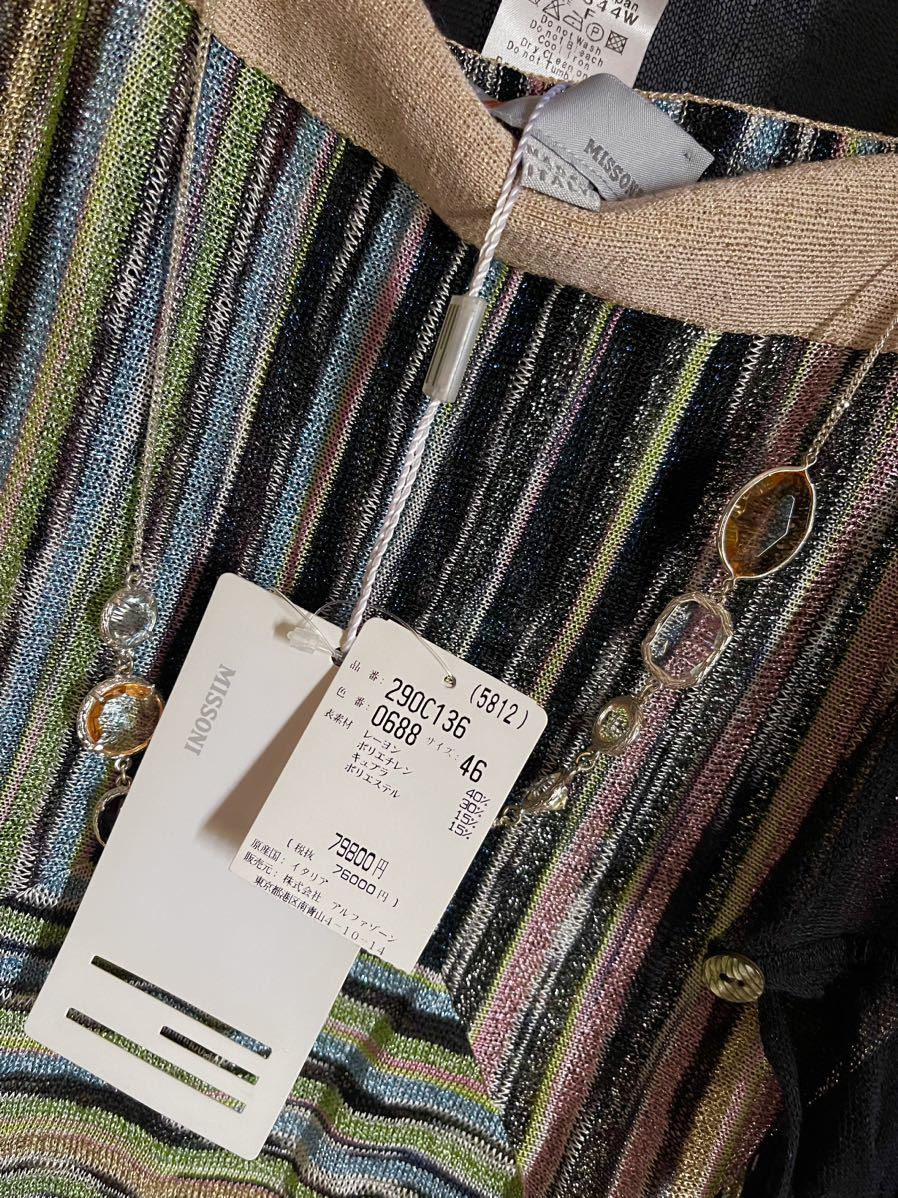 544W
F
Do not Wash
Do not Bleach
Cool Iron
Dry Clean on
Do not Tumb
MISSONI
MISSONI
(5812)
品 番: 290C136
色 番: 0688 サイズ: 46
表素材 レーヨン 40%
ポリエチレン 30%
キュプラ 15%
ポリエステル 15%
79800円
(税抜 76000円)
原産国: イタリア
販売元: 株式会社 アルファゾーン
東京都港区南青山4-10-14